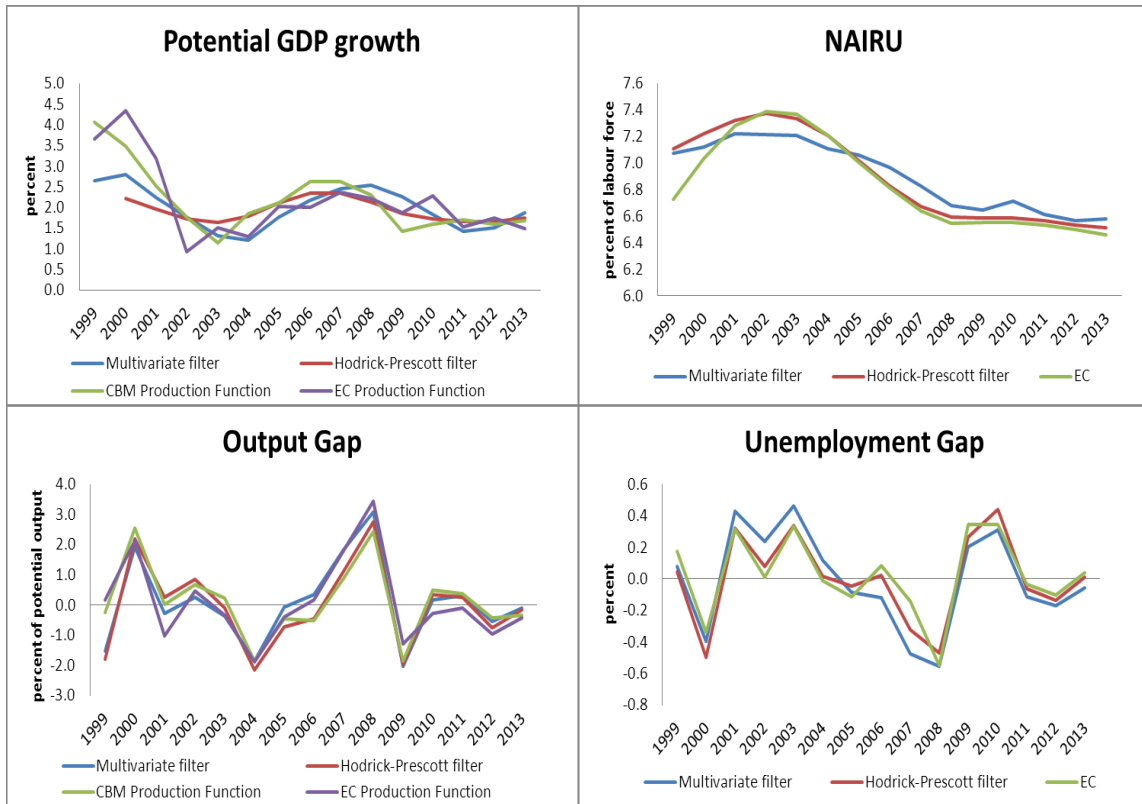 Potential GDP growth
percent
5.0
4.5
4.0
3.5
3.0
2.5
2.0
1.5
1.0
0.5
0.0
1999 2000 2001 2002 2003 2004 2005 2006 2007 2008 2009 2010 2011 2012 2013
Multivariate filter Hodrick-Prescott filter
CBM Production Function EC Production Function
NAIRU
percent of labour force
7.6
7.4
7.2
7.0
6.8
6.6
6.4
6.2
6.0
1999 2000 2001 2002 2003 2004 2005 2006 2007 2008 2009 2010 2011 2012 2013
Multivariate filter Hodrick-Prescott filter EC
Output Gap
percent of potential output
4.0
3.0
2.0
1.0
0.0
-1.0
-2.0
-3.0
1999 2000 2001 2002 2003 2004 2005 2006 2007 2008 2009 2010 2011 2012 2013
Multivariate filter Hodrick-Prescott filter
CBM Production Function EC Production Function
Unemployment Gap
percent
0.6
0.4
0.2
0.0
-0.2
-0.4
-0.6
-0.8
1999 2000 2001 2002 2003 2004 2005 2006 2007 2008 2009 2010 2011 2012 2013
Multivariate filter Hodrick-Prescott filter EC